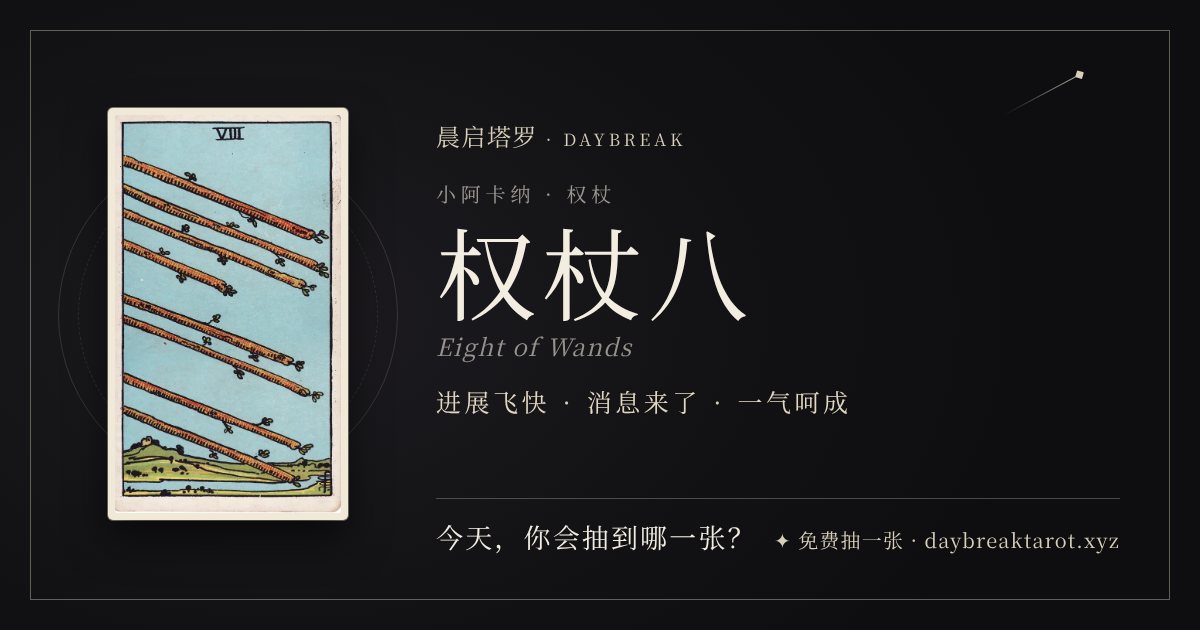 VIII
晨启塔罗 · DAYBREAK
小阿卡纳 · 权杖
权杖八
Eight of Wands
进展飞快 · 消息来了 · 一气呵成
今天，你会抽到哪一张？ ✦ 免费抽一张 · daybreaktarot.xyz